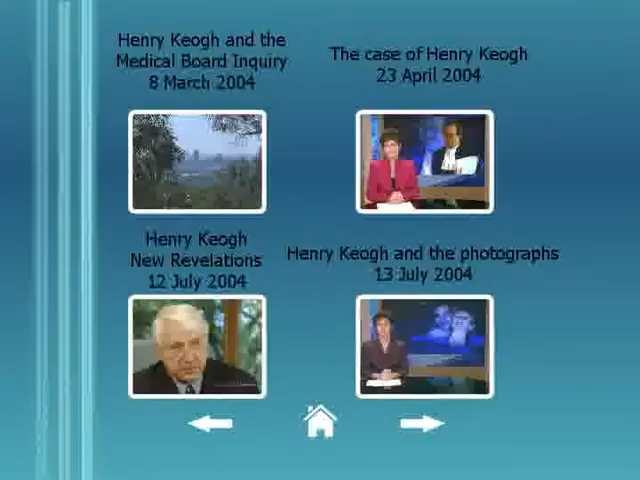 Henry Keogh and the
Medical Board Inquiry
8 March 2004
The case of Henry Keogh
23 April 2004
Henry Keogh
New Revelations
12 July 2004
Henry Keogh and the photographs
13 July 2004